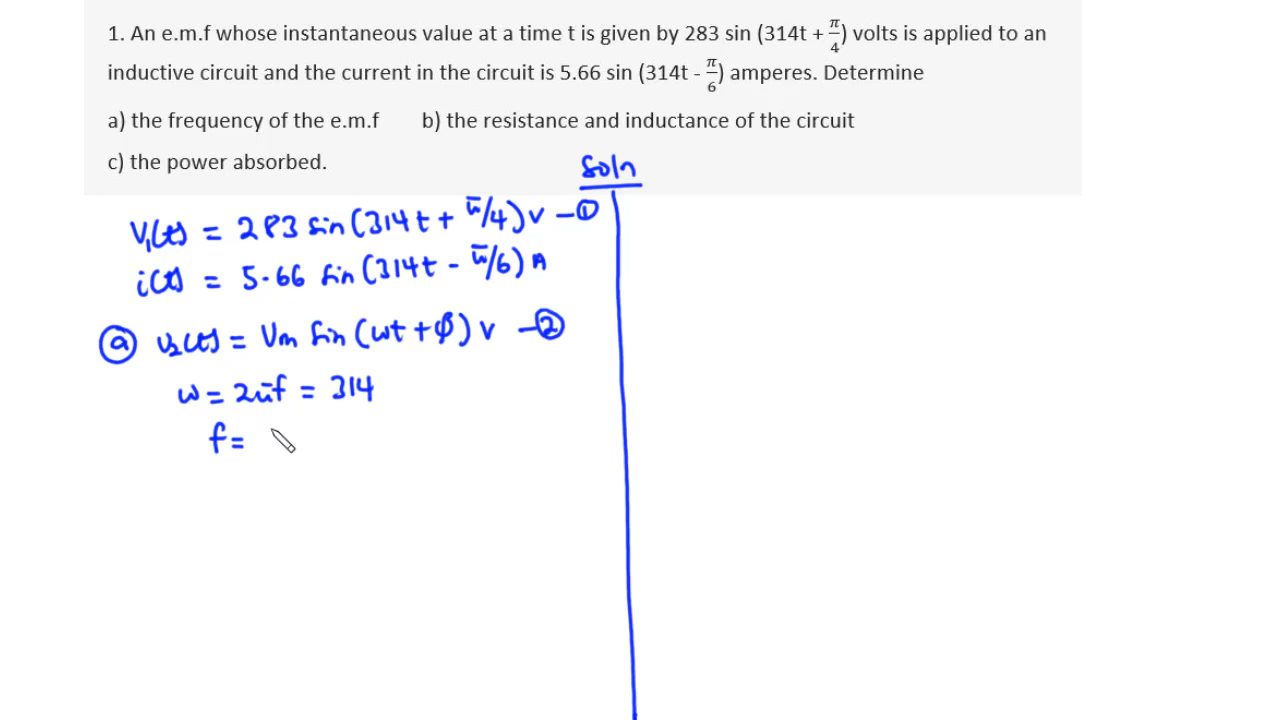 1. An e.m.f whose instantaneous value at a time t is given by 283 sin (314t + π/4) volts is applied to an
inductive circuit and the current in the circuit is 5.66 sin (314t - π/6) amperes. Determine
a) the frequency of the e.m.f b) the resistance and inductance of the circuit
c) the power absorbed.
Soln
V₁(t) = 283 sin (314t + π/4) v - ①
i(t) = 5.66 sin (314t - π/6) A
ⓐ v₂(t) = Vm sin (ωt + φ) v - ②
ω = 2πf = 314
f =